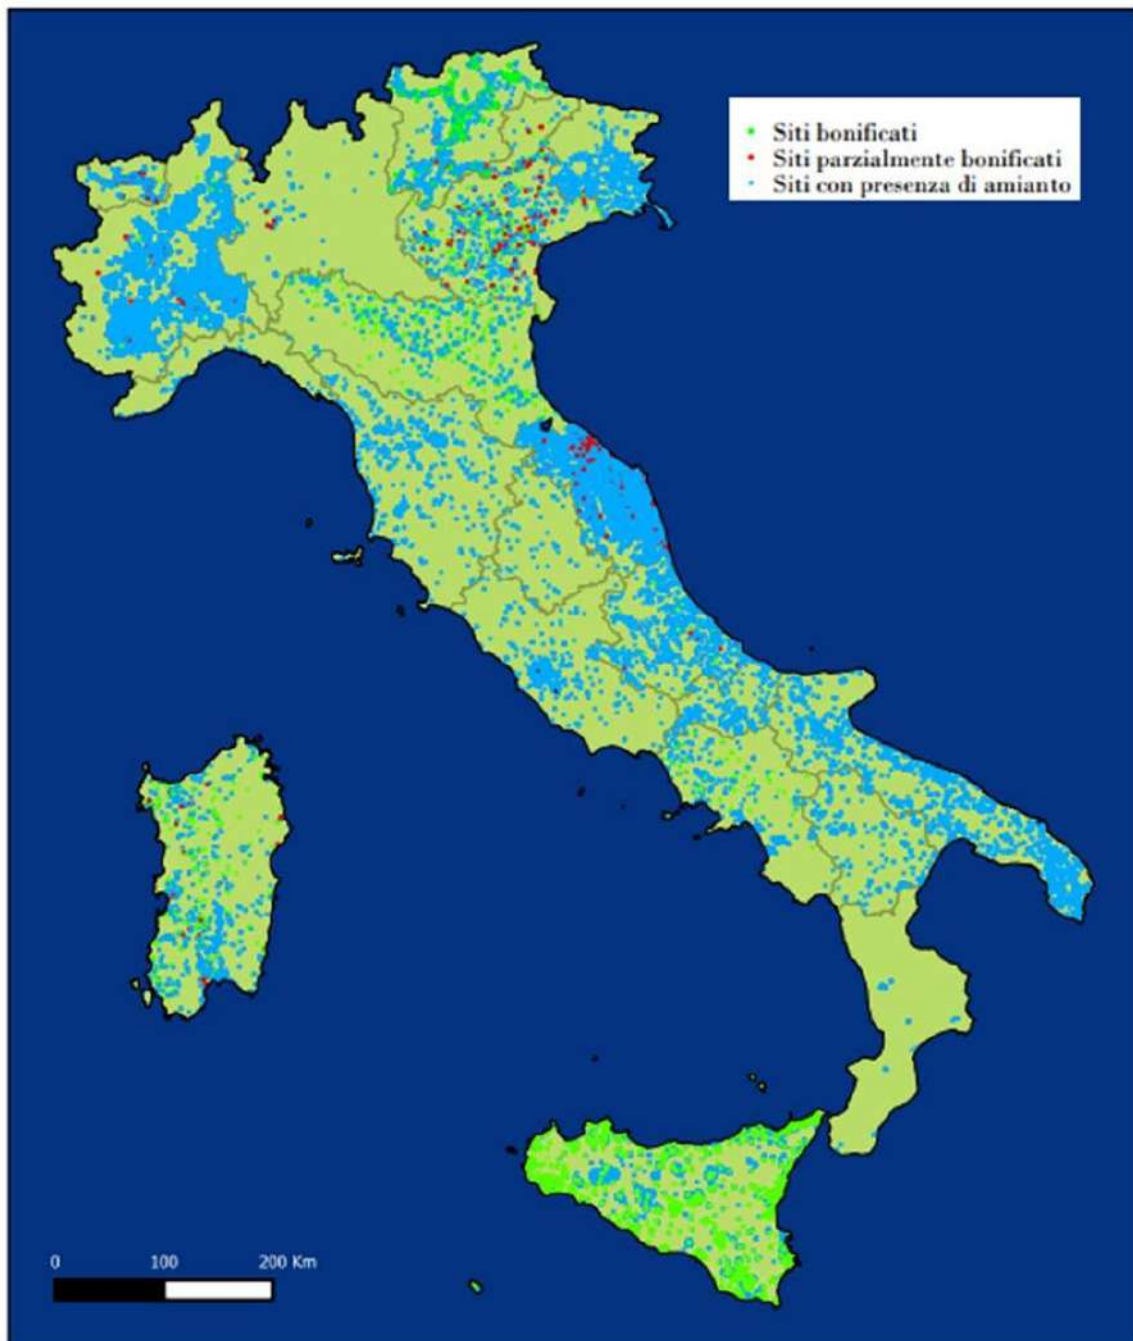 Siti bonificati
Siti parzialmente bonificati
Siti con presenza di amianto
0 100 200 Km